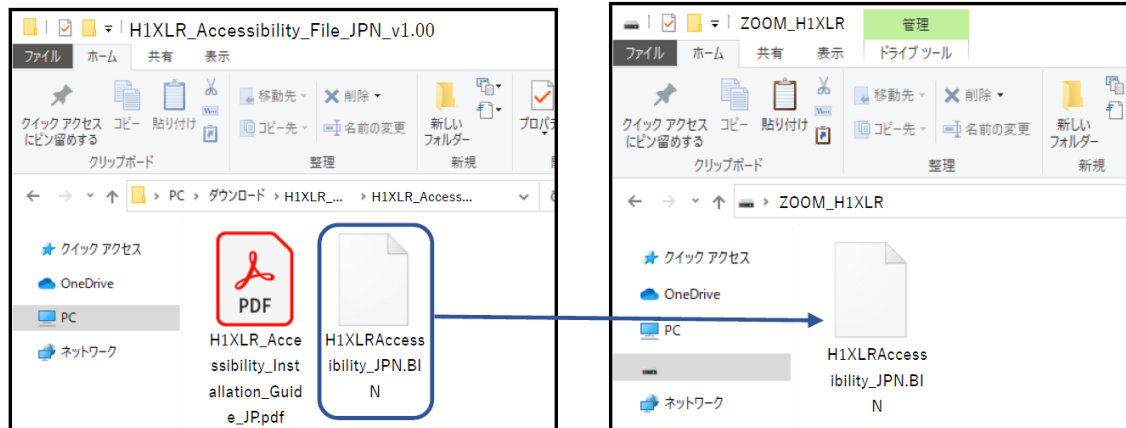 H1XLR_Accessibility_File_JPN_v1.00
ファイル ホーム 共有 表示
クイック アクセス
にピン留めする
コピー
貼り付け
移動先
削除
コピー先
名前の変更
新しい
フォルダー
クリップボード
整理
新規
PC ダウンロード H1XLR_... H1XLR_Access...
クイック アクセス
OneDrive
PC
ネットワーク
PDF
H1XLR_Acce
ssibility_Inst
allation_Guid
e_JP.pdf
H1XLRAccess
ibility_JPN.BI
N
ZOOM_H1XLR
管理
ファイル ホーム 共有 表示 ドライブ ツール
クイック アクセス
にピン留めする
コピー
貼り付け
移動先
削除
コピー先
名前の変更
新しい
フォルダー
クリップボード
整理
新規
ZOOM_H1XLR
クイック アクセス
OneDrive
PC
ネットワーク
H1XLRAccess
ibility_JPN.BI
N